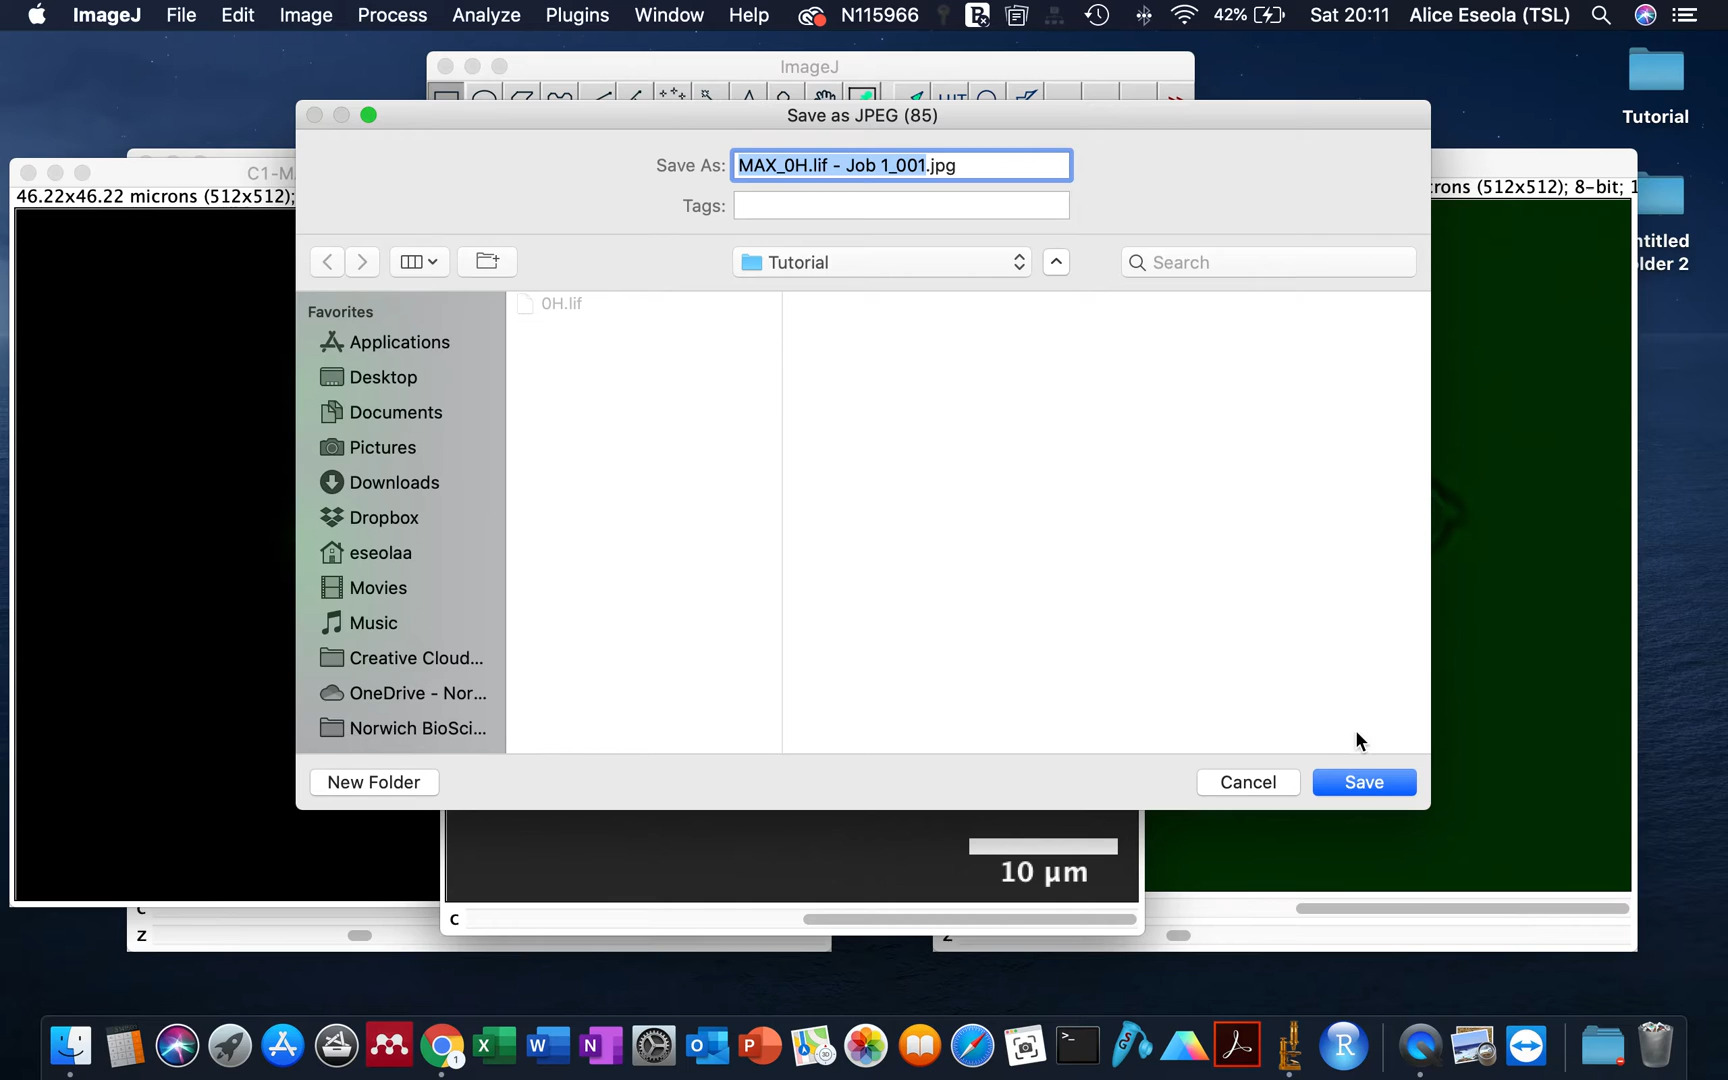 ImageJ File Edit Image Process Analyze Plugins Window Help N115966 42% Sat 20:11 Alice Eseola (TSL)
ImageJ
Tutorial
Save as JPEG (85)
C1-M
Save As: MAX_0H.lif - Job 1_001.jpg
46.22x46.22 microns (512x512);
rons (512x512); 8-bit; 1
Tags:
ntitled
lder 2
Tutorial
Search
Favorites
0H.lif
Applications
Desktop
Documents
Pictures
Downloads
Dropbox
eseolaa
Movies
Music
Creative Cloud...
OneDrive - Nor...
Norwich BioSci...
New Folder
Cancel
Save
10 µm
C
C
Z
Z